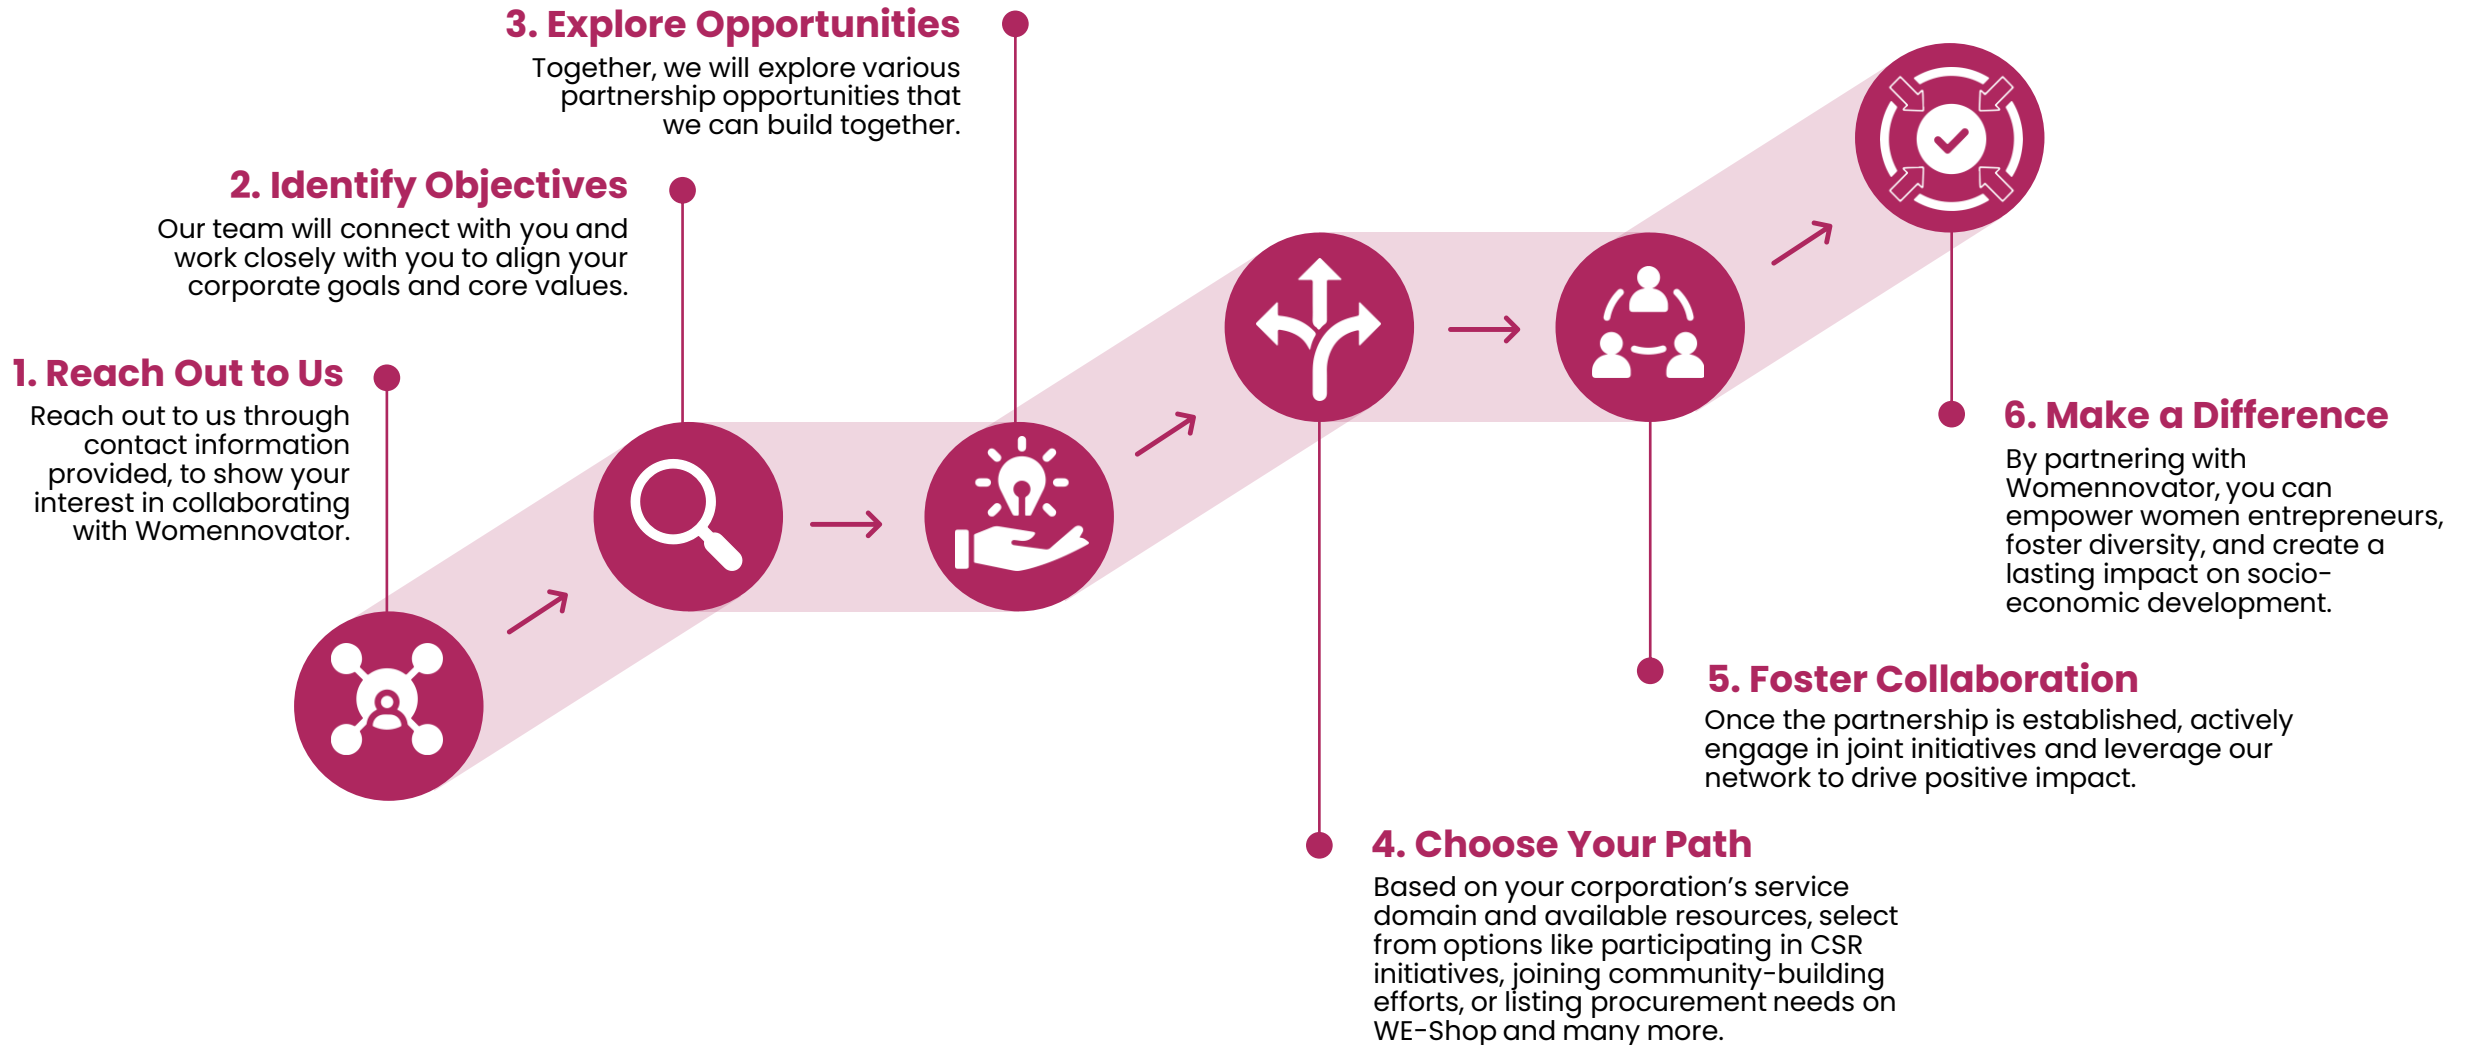 1. Reach Out to Us
Reach out to us through
contact information
provided, to show your
interest in collaborating
with Womennovator.
2. Identify Objectives
Our team will connect with you and
work closely with you to align your
corporate goals and core values.
3. Explore Opportunities
Together, we will explore various
partnership opportunities that
we can build together.
4. Choose Your Path
Based on your corporation’s service
domain and available resources, select
from options like participating in CSR
initiatives, joining community-building
efforts, or listing procurement needs on
WE-Shop and many more.
5. Foster Collaboration
Once the partnership is established, actively
engage in joint initiatives and leverage our
network to drive positive impact.
6. Make a Difference
By partnering with
Womennovator, you can
empower women entrepreneurs,
foster diversity, and create a
lasting impact on socio-
economic development.